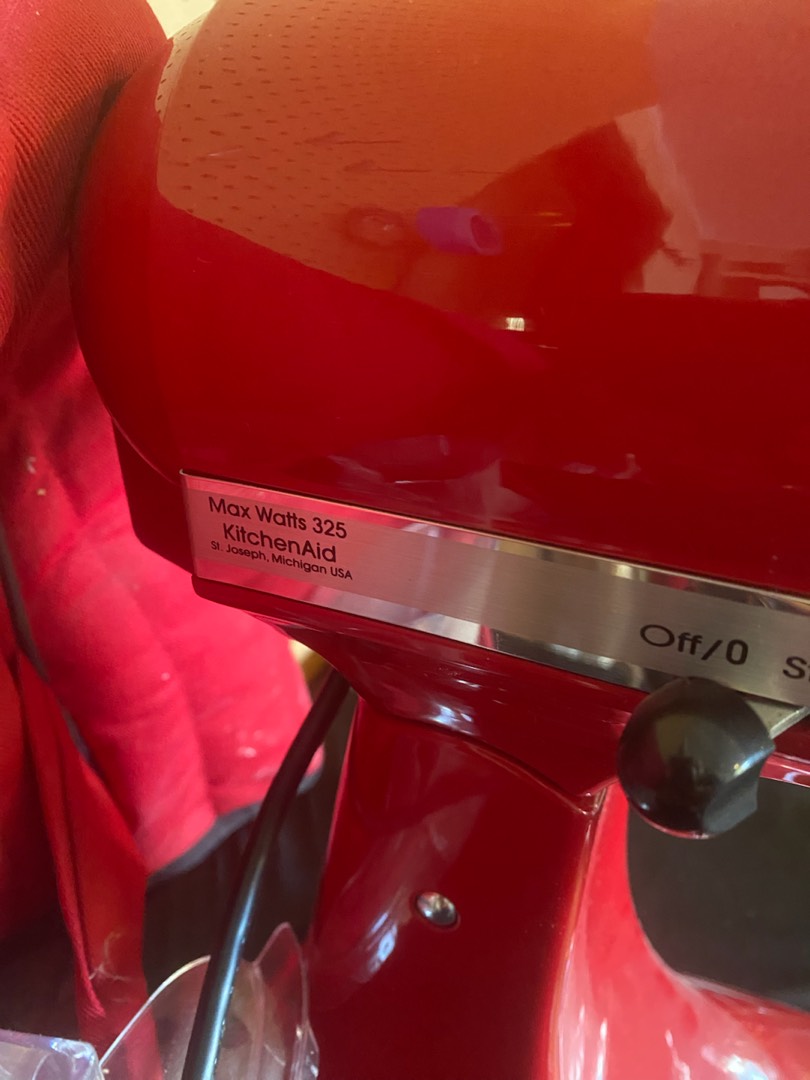 Max Watts 325
KitchenAid
St. Joseph, Michigan USA
Off/0